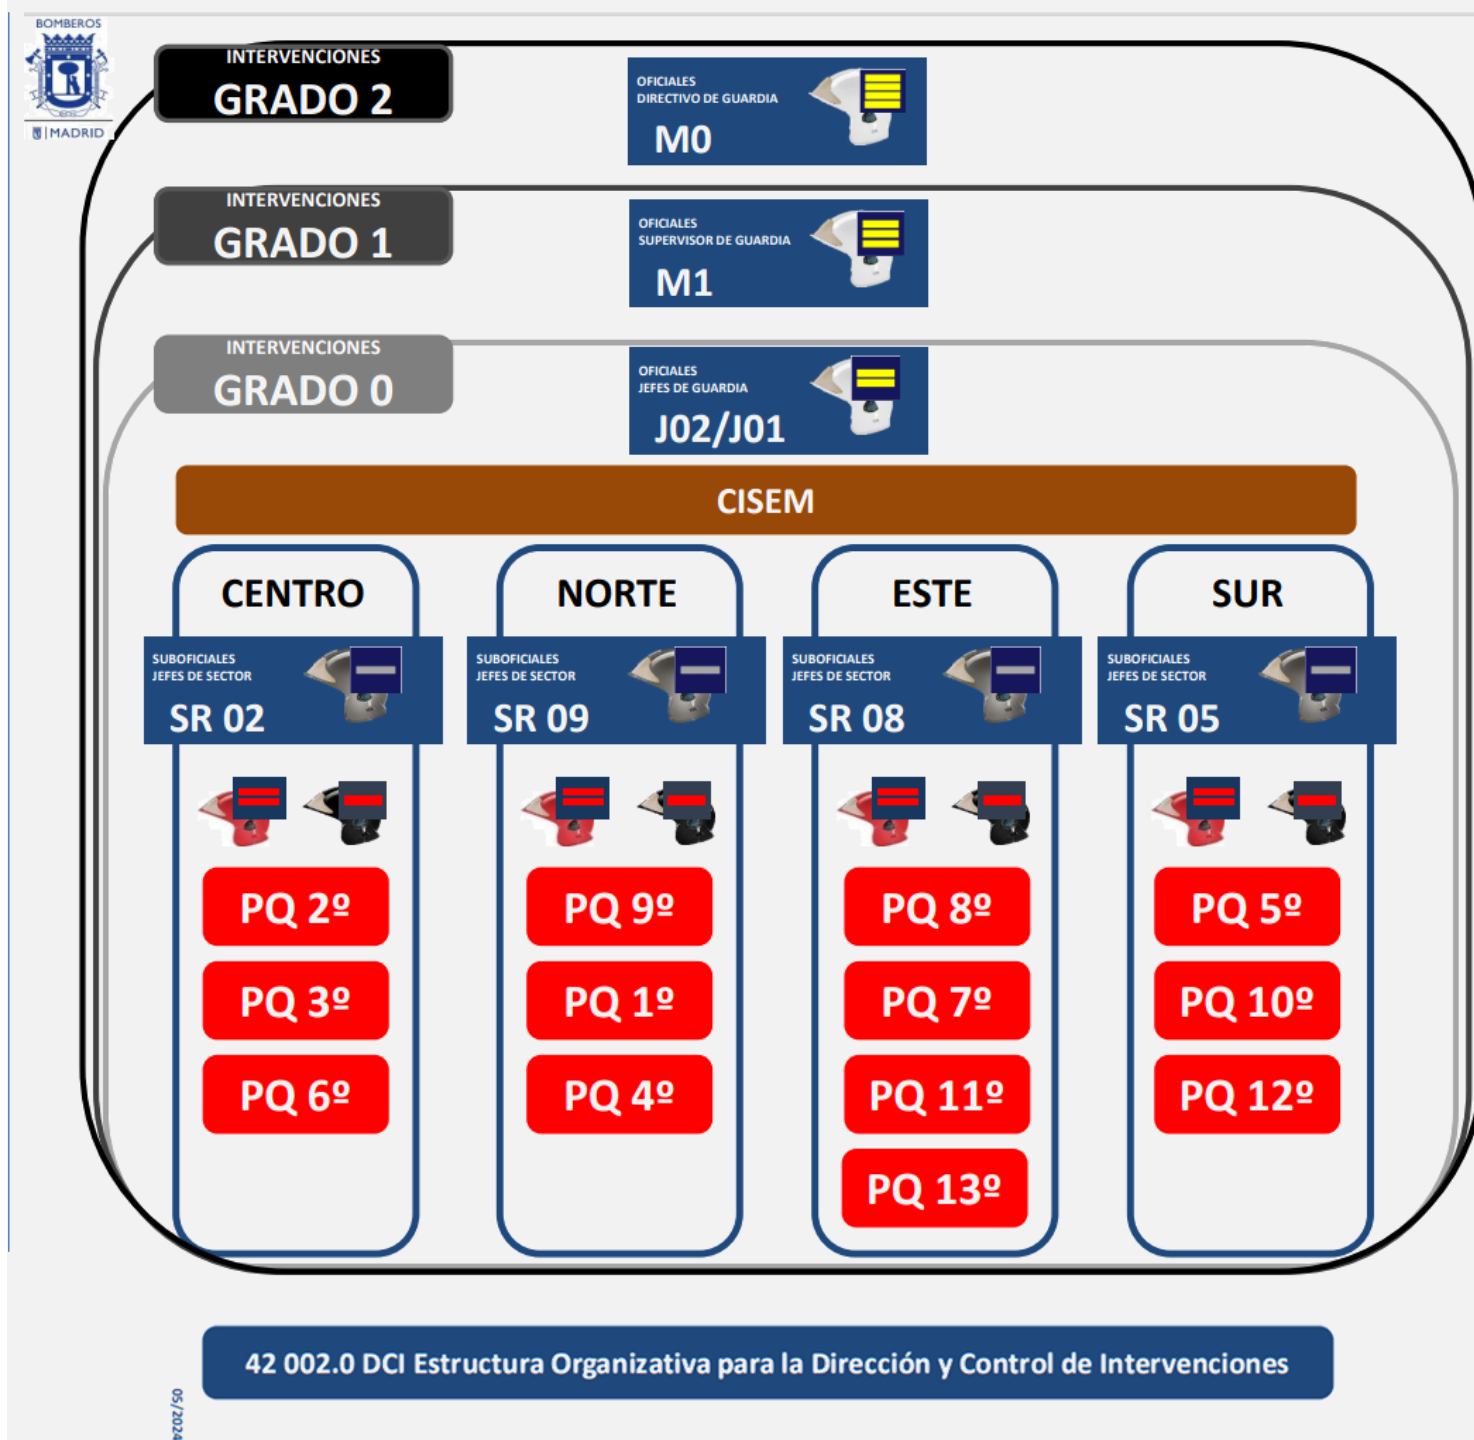 BOMBEROS
MADRID
INTERVENCIONES
GRADO 2
OFICIALES
DIRECTIVO DE GUARDIA
M0
INTERVENCIONES
GRADO 1
OFICIALES
SUPERVISOR DE GUARDIA
M1
INTERVENCIONES
GRADO 0
OFICIALES
JEFES DE GUARDIA
J02/J01
CISEM
CENTRO
SUBOFICIALES
JEFES DE SECTOR
SR 02
PQ 2º
PQ 3º
PQ 6º
NORTE
SUBOFICIALES
JEFES DE SECTOR
SR 09
PQ 9º
PQ 1º
PQ 4º
ESTE
SUBOFICIALES
JEFES DE SECTOR
SR 08
PQ 8º
PQ 7º
PQ 11º
PQ 13º
SUR
SUBOFICIALES
JEFES DE SECTOR
SR 05
PQ 5º
PQ 10º
PQ 12º
42 002.0 DCI Estructura Organizativa para la Dirección y Control de Intervenciones
05/2024